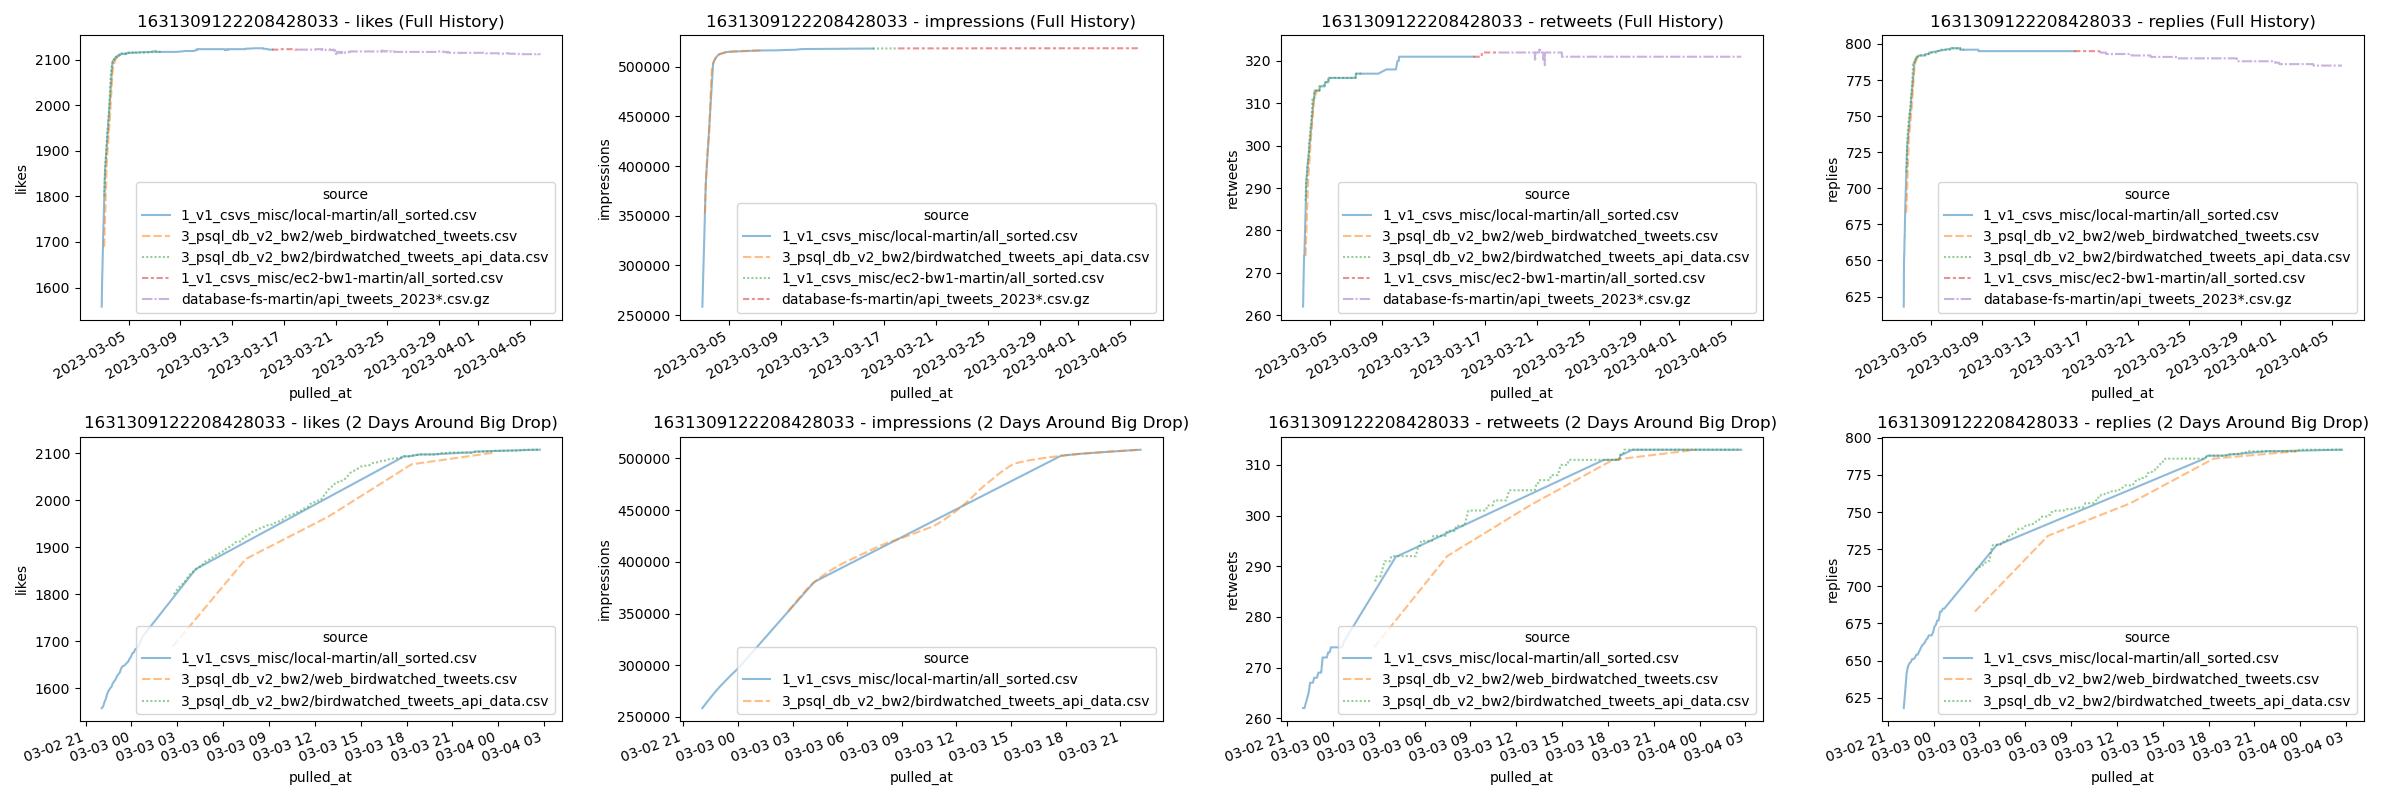 1631309122208428033 - likes (Full History)
likes
2100
2000
1900
1800
1700
1600
source
1_v1_csvs_misc/local-martin/all_sorted.csv
3_psql_db_v2_bw2/web_birdwatched_tweets.csv
3_psql_db_v2_bw2/birdwatched_tweets_api_data.csv
1_v1_csvs_misc/ec2-bw1-martin/all_sorted.csv
database-fs-martin/api_tweets_2023*.csv.gz
2023-03-05
2023-03-09
2023-03-13
2023-03-17
2023-03-21
2023-03-25
2023-03-29
2023-04-01
2023-04-05
pulled_at
1631309122208428033 - impressions (Full History)
impressions
500000
450000
400000
350000
300000
250000
source
1_v1_csvs_misc/local-martin/all_sorted.csv
3_psql_db_v2_bw2/birdwatched_tweets_api_data.csv
1_v1_csvs_misc/ec2-bw1-martin/all_sorted.csv
database-fs-martin/api_tweets_2023*.csv.gz
2023-03-05
2023-03-09
2023-03-13
2023-03-17
2023-03-21
2023-03-25
2023-03-29
2023-04-01
2023-04-05
pulled_at
1631309122208428033 - retweets (Full History)
retweets
320
310
300
290
280
270
260
source
1_v1_csvs_misc/local-martin/all_sorted.csv
3_psql_db_v2_bw2/web_birdwatched_tweets.csv
3_psql_db_v2_bw2/birdwatched_tweets_api_data.csv
1_v1_csvs_misc/ec2-bw1-martin/all_sorted.csv
database-fs-martin/api_tweets_2023*.csv.gz
2023-03-05
2023-03-09
2023-03-13
2023-03-17
2023-03-21
2023-03-25
2023-03-29
2023-04-01
2023-04-05
pulled_at
1631309122208428033 - replies (Full History)
replies
800
775
750
725
700
675
650
625
source
1_v1_csvs_misc/local-martin/all_sorted.csv
3_psql_db_v2_bw2/web_birdwatched_tweets.csv
3_psql_db_v2_bw2/birdwatched_tweets_api_data.csv
1_v1_csvs_misc/ec2-bw1-martin/all_sorted.csv
database-fs-martin/api_tweets_2023*.csv.gz
2023-03-05
2023-03-09
2023-03-13
2023-03-17
2023-03-21
2023-03-25
2023-03-29
2023-04-01
2023-04-05
pulled_at
1631309122208428033 - likes (2 Days Around Big Drop)
likes
2100
2000
1900
1800
1700
1600
source
1_v1_csvs_misc/local-martin/all_sorted.csv
3_psql_db_v2_bw2/web_birdwatched_tweets.csv
3_psql_db_v2_bw2/birdwatched_tweets_api_data.csv
03-02 21
03-03 00
03-03 03
03-03 06
03-03 09
03-03 12
03-03 15
03-03 18
03-03 21
03-04 00
03-04 03
pulled_at
1631309122208428033 - impressions (2 Days Around Big Drop)
impressions
500000
450000
400000
350000
300000
250000
source
1_v1_csvs_misc/local-martin/all_sorted.csv
3_psql_db_v2_bw2/birdwatched_tweets_api_data.csv
03-02 21
03-03 00
03-03 03
03-03 06
03-03 09
03-03 12
03-03 15
03-03 18
03-03 21
pulled_at
1631309122208428033 - retweets (2 Days Around Big Drop)
retweets
310
300
290
280
270
260
source
1_v1_csvs_misc/local-martin/all_sorted.csv
3_psql_db_v2_bw2/web_birdwatched_tweets.csv
3_psql_db_v2_bw2/birdwatched_tweets_api_data.csv
03-02 21
03-03 00
03-03 03
03-03 06
03-03 09
03-03 12
03-03 15
03-03 18
03-03 21
03-04 00
03-04 03
pulled_at
1631309122208428033 - replies (2 Days Around Big Drop)
replies
800
775
750
725
700
675
650
625
source
1_v1_csvs_misc/local-martin/all_sorted.csv
3_psql_db_v2_bw2/web_birdwatched_tweets.csv
3_psql_db_v2_bw2/birdwatched_tweets_api_data.csv
03-02 21
03-03 00
03-03 03
03-03 06
03-03 09
03-03 12
03-03 15
03-03 18
03-03 21
03-04 00
03-04 03
pulled_at